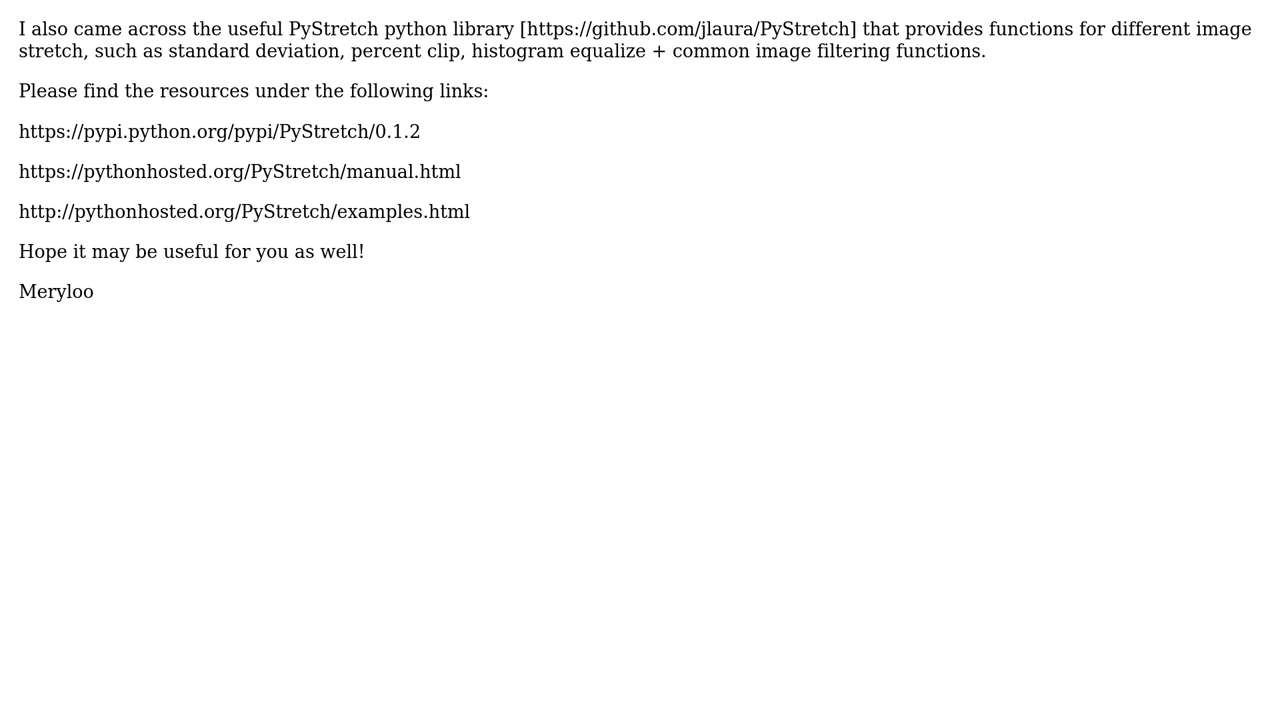 I also came across the useful PyStretch python library [https://github.com/jlaura/PyStretch] that provides functions for different image
stretch, such as standard deviation, percent clip, histogram equalize + common image filtering functions.
Please find the resources under the following links:
https://pypi.python.org/pypi/PyStretch/0.1.2
https://pythonhosted.org/PyStretch/manual.html
http://pythonhosted.org/PyStretch/examples.html
Hope it may be useful for you as well!
Meryloo